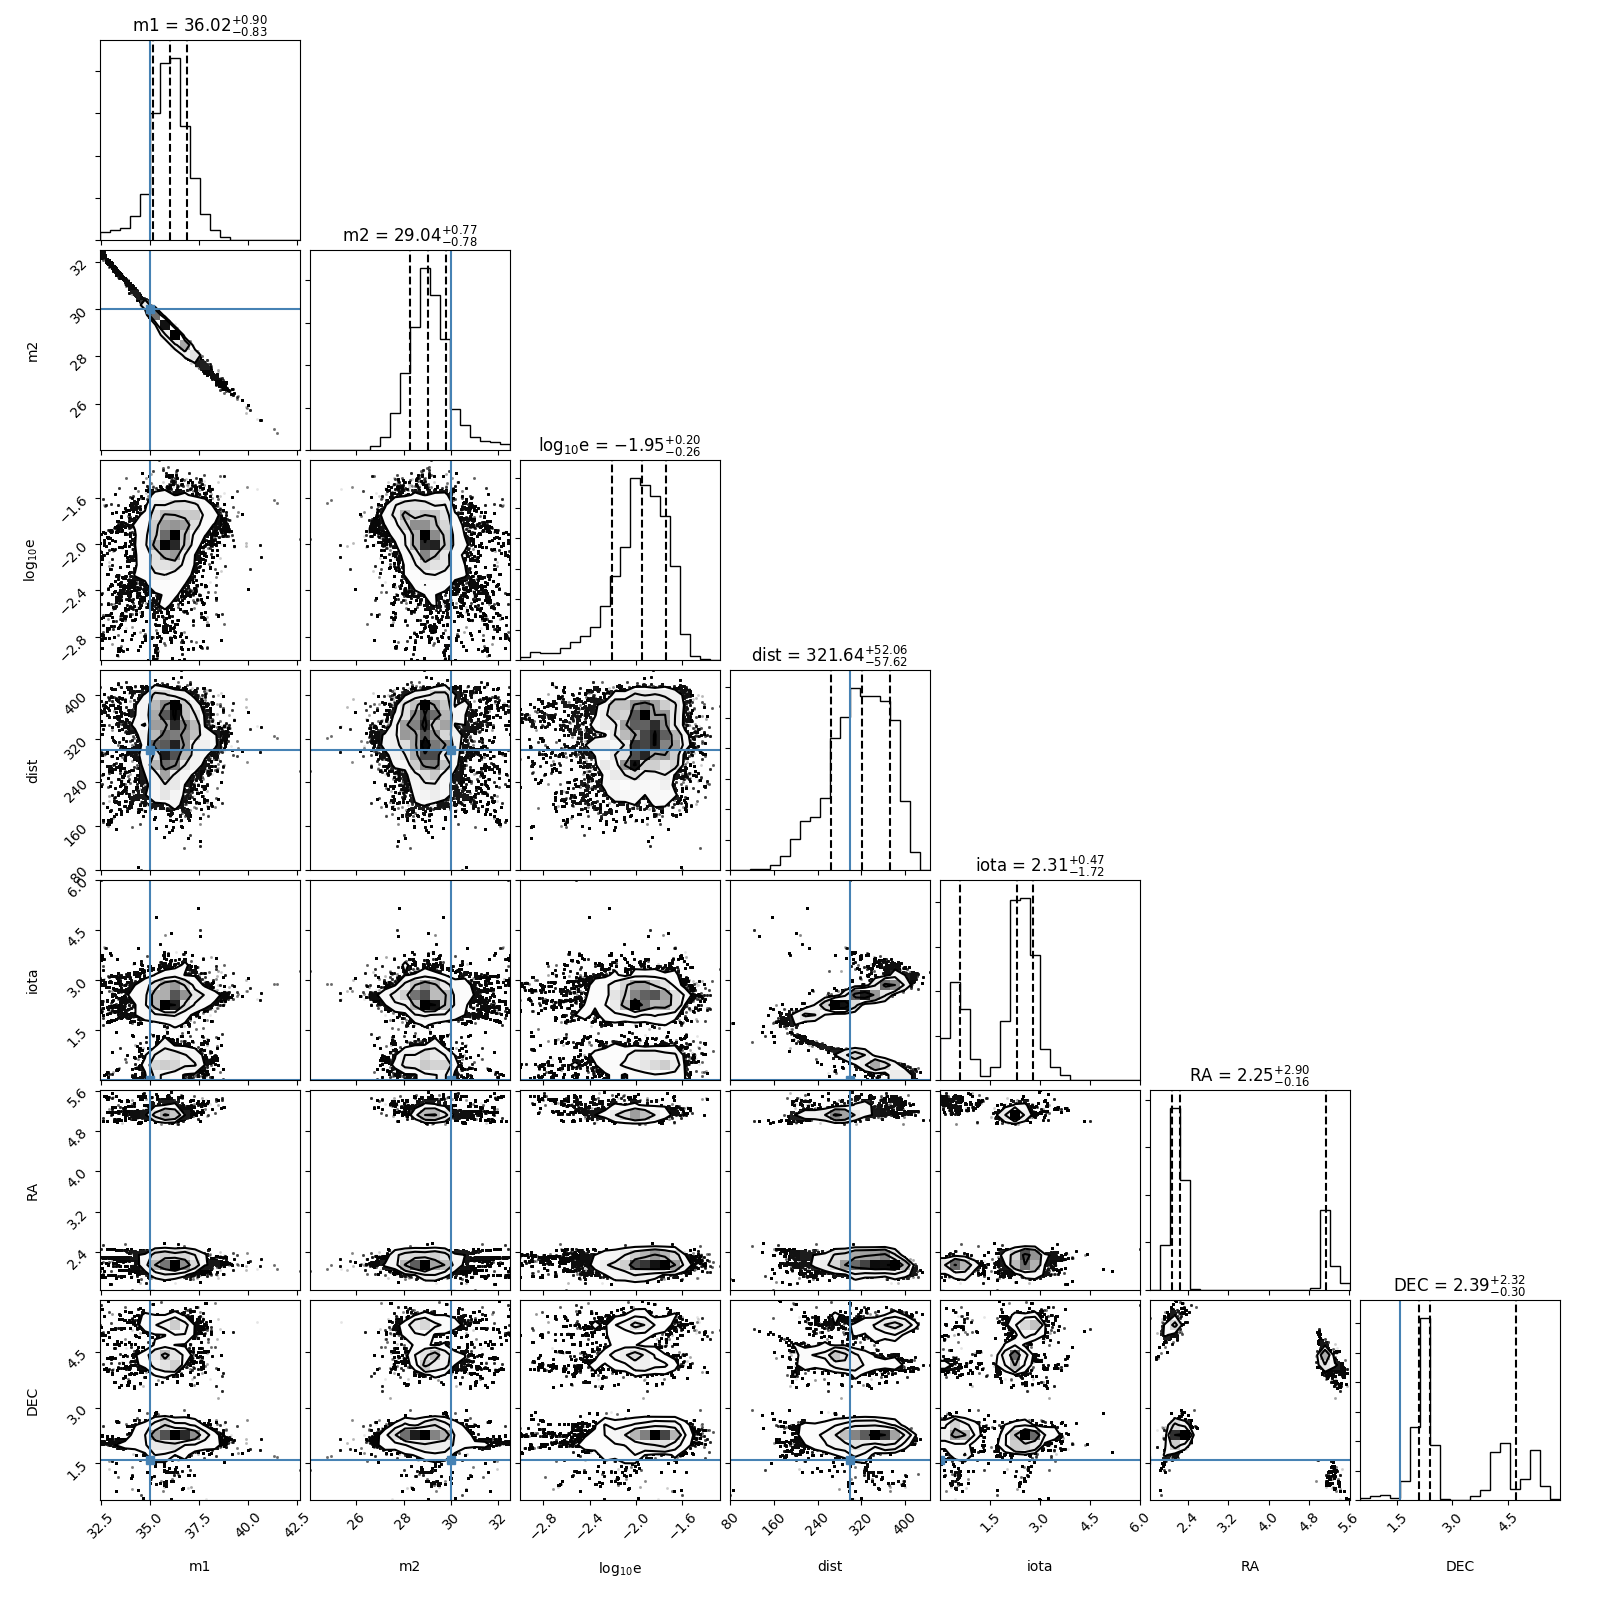 m1 = 36.02$^{+0.90}_{-0.83}$
32
30
28
26
m2
m2 = 29.04$^{+0.77}_{-0.78}$
−1.6
−2.0
−2.4
−2.8
log₁₀e
log₁₀e = −1.95$^{+0.20}_{-0.26}$
400
320
240
160
80
dist
dist = 321.64$^{+52.06}_{-57.62}$
6.0
4.5
3.0
1.5
iota
iota = 2.31$^{+0.47}_{-1.72}$
5.6
4.8
4.0
3.2
2.4
RA
RA = 2.25$^{+2.90}_{-0.16}$
4.5
3.0
1.5
DEC
DEC = 2.39$^{+2.32}_{-0.30}$
32.5 35.0 37.5 40.0 42.5
26 28 30 32
−2.8 −2.4 −2.0 −1.6
80 160 240 320 400
1.5 3.0 4.5 6.0
2.4 3.2 4.0 4.8 5.6
1.5 3.0 4.5
m1 m2 log₁₀e dist iota RA DEC